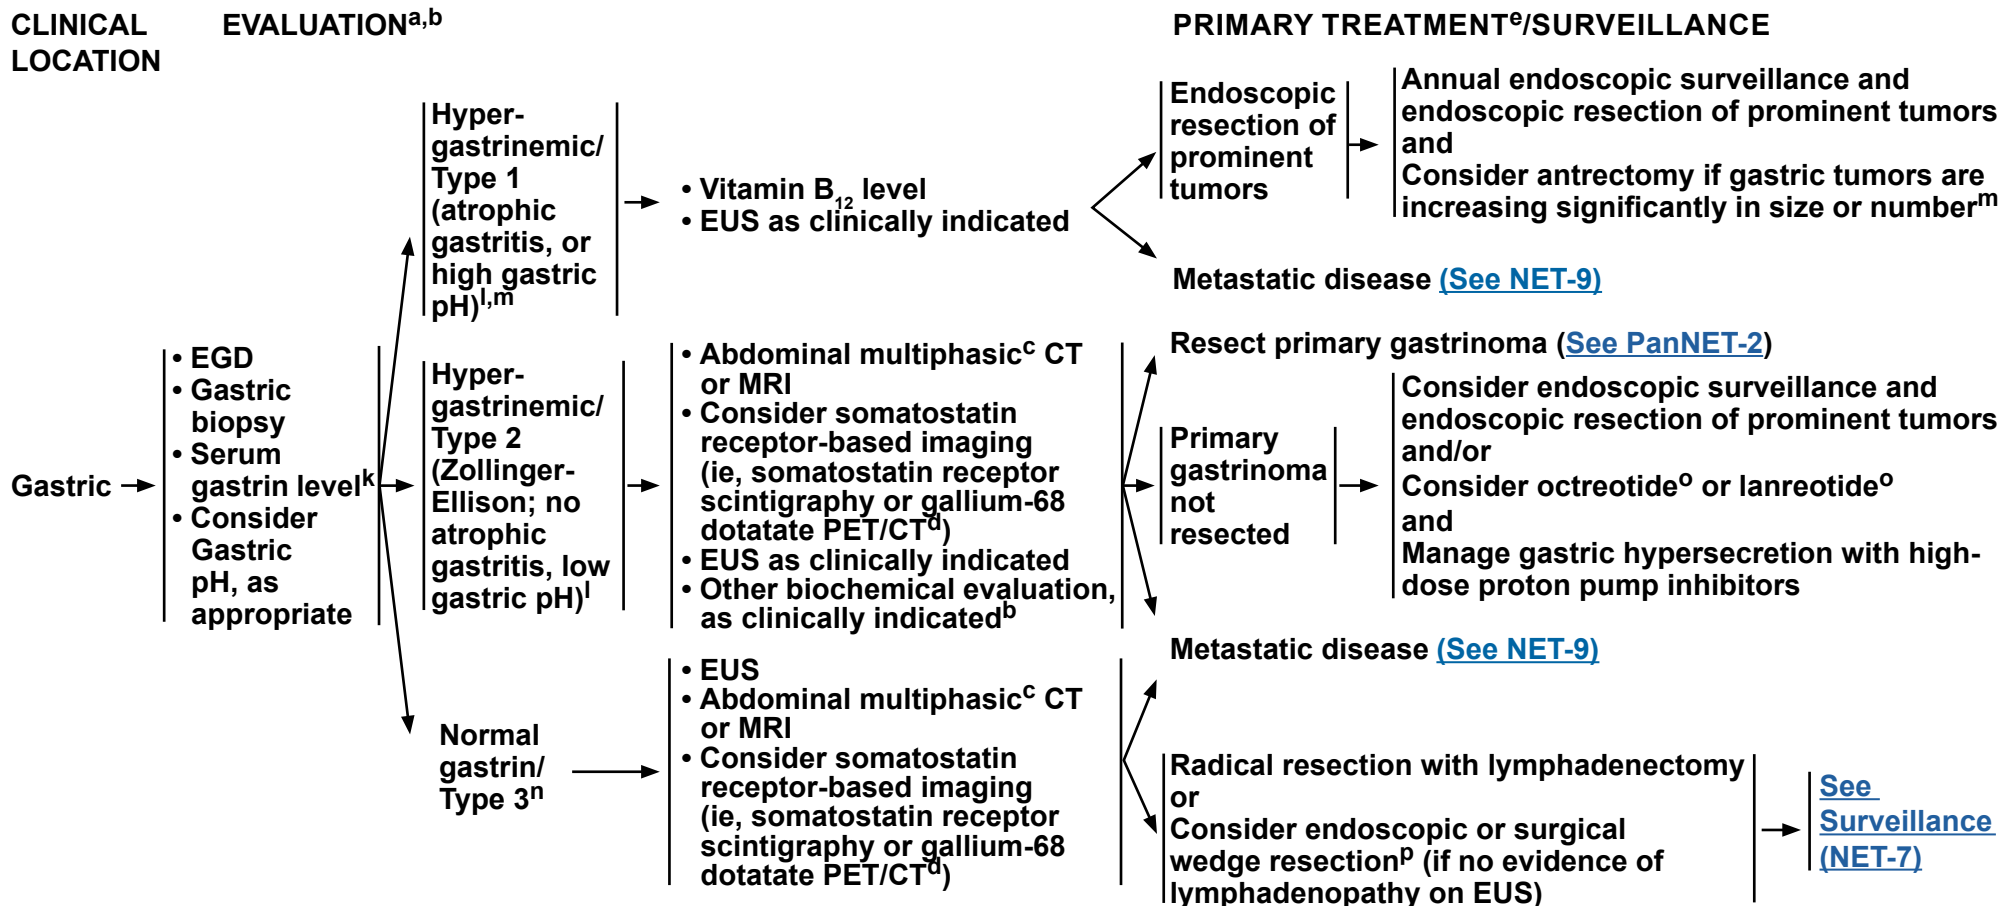 CLINICAL
LOCATION
EVALUATIONa,b
PRIMARY TREATMENTe/SURVEILLANCE
Gastric
• EGD
• Gastric
biopsy
• Serum
gastrin levelk
• Consider
Gastric
pH, as
appropriate
Hyper-
gastrinemic/
Type 1
(atrophic
gastritis, or
high gastric
pH)l,m
• Vitamin B12 level
• EUS as clinically indicated
Endoscopic
resection of
prominent
tumors
Annual endoscopic surveillance and
endoscopic resection of prominent tumors
and
Consider antrectomy if gastric tumors are
increasing significantly in size or numberm
Metastatic disease (See NET-9)
Hyper-
gastrinemic/
Type 2
(Zollinger-
Ellison; no
atrophic
gastritis, low
gastric pH)l
• Abdominal multiphasicc CT
or MRI
• Consider somatostatin
receptor-based imaging
(ie, somatostatin receptor
scintigraphy or gallium-68
dotatate PET/CTd)
• EUS as clinically indicated
• Other biochemical evaluation,
as clinically indicatedb
Resect primary gastrinoma (See PanNET-2)
Primary
gastrinoma
not
resected
Consider endoscopic surveillance and
endoscopic resection of prominent tumors
and/or
Consider octreotideo or lanreotideo
and
Manage gastric hypersecretion with high-
dose proton pump inhibitors
Metastatic disease (See NET-9)
Normal
gastrin/
Type 3n
• EUS
• Abdominal multiphasicc CT
or MRI
• Consider somatostatin
receptor-based imaging
(ie, somatostatin receptor
scintigraphy or gallium-68
dotatate PET/CTd)
Radical resection with lymphadenectomy
or
Consider endoscopic or surgical
wedge resectionp (if no evidence of
lymphadenopathy on EUS)
See
Surveillance
(NET-7)